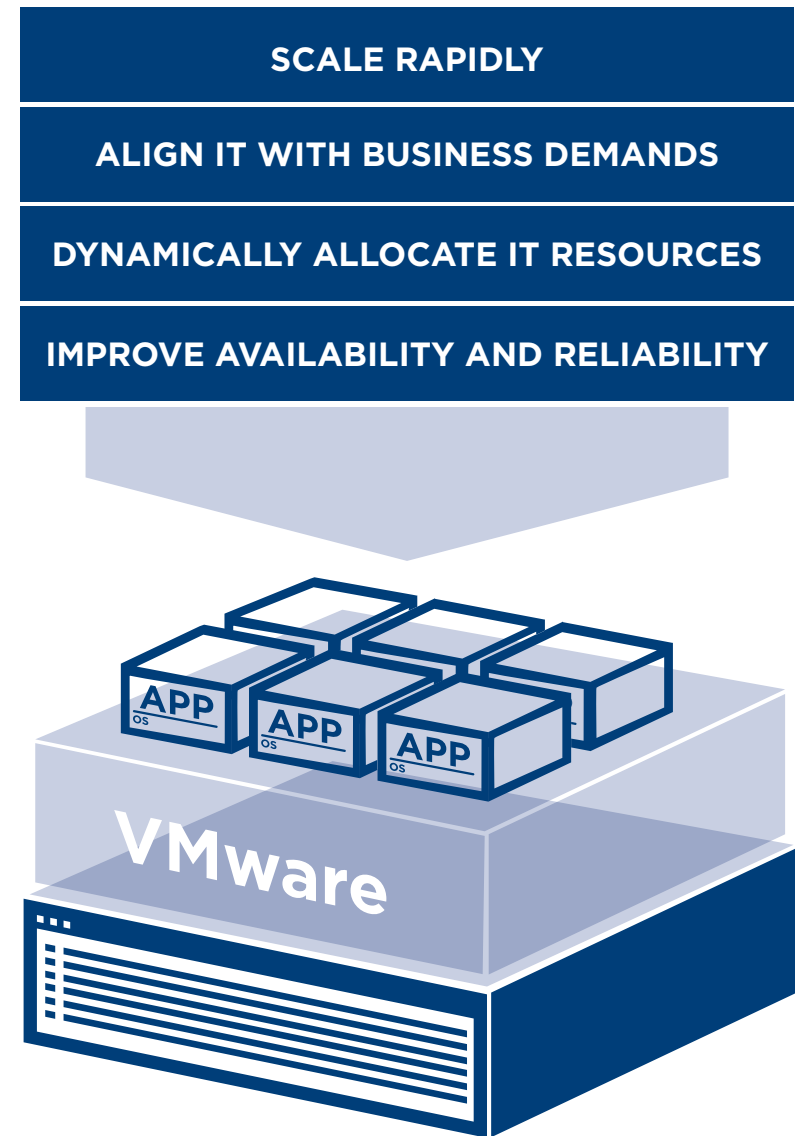 SCALE RAPIDLY
ALIGN IT WITH BUSINESS DEMANDS
DYNAMICALLY ALLOCATE IT RESOURCES
IMPROVE AVAILABILITY AND RELIABILITY
APP
OS
APP
OS
APP
OS
VMware